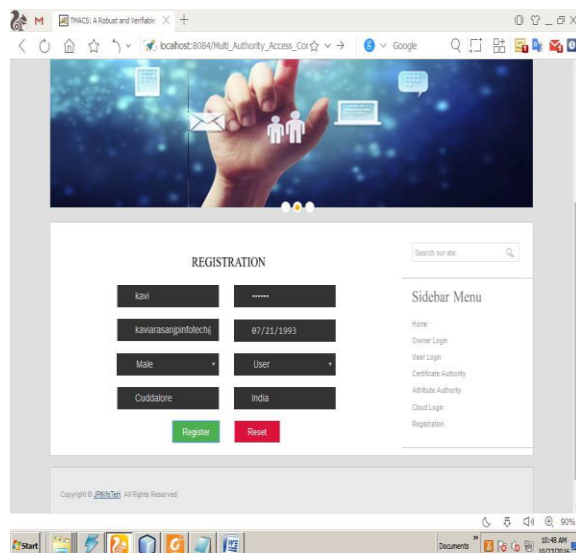 TMACS: A Robust and Verifiable
localhost:8084/Multi_Authority_Access_Cor
Google
REGISTRATION
kavi
••••••
kaviarasanjpinfotech
07/21/1993
Male
User
Cuddalore
India
Register
Reset
Search our site:
Sidebar Menu
Home
Owner Login
User Login
Certificate Authority
Attribute Authority
Cloud Login
Registration
Copyright © JPINfoTeH. All Rights Reserved
90%
Start
Documents
10:48 AM